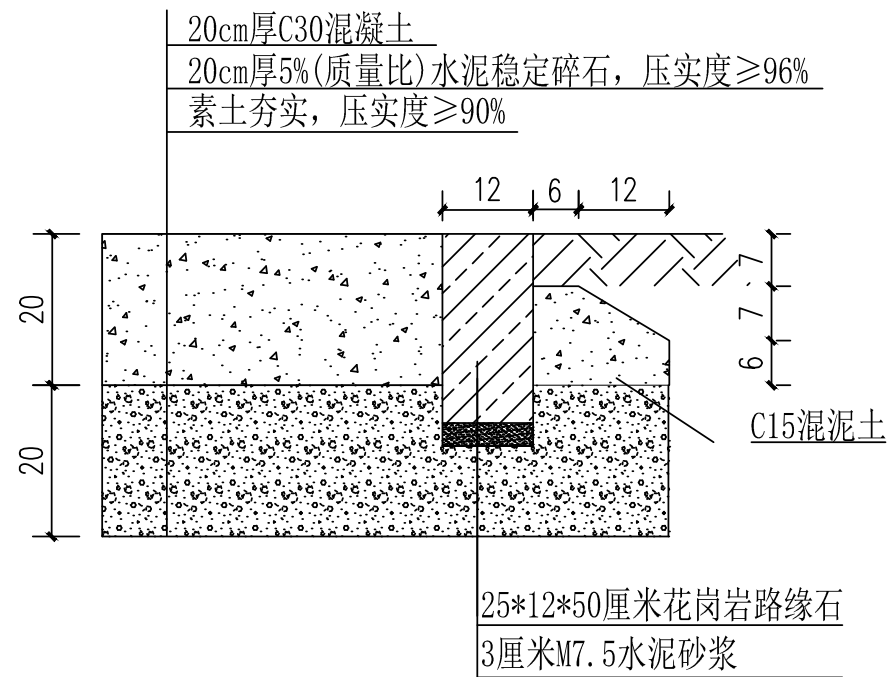 20cm厚C30混凝土
20cm厚5%(质量比)水泥稳定碎石，压实度≥96%
素土夯实，压实度≥90%
12 6 12
20
20
7
7
6
C15混泥土
25*12*50厘米花岗岩路缘石
3厘米M7.5水泥砂浆